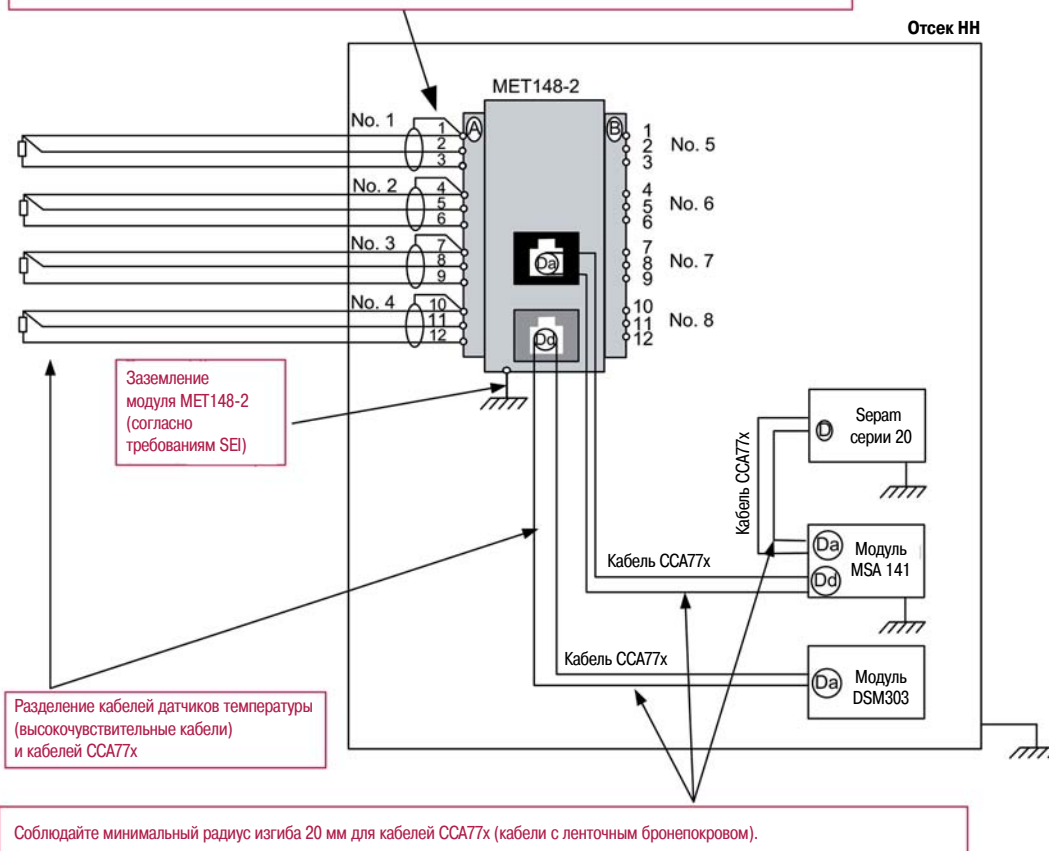 Отсек НН
MET148-2
No. 1
1
2
3
No. 2
4
5
6
No. 3
7
8
9
No. 4
10
11
12
A
B
1
2
3
No. 5
4
5
6
No. 6
7
8
9
No. 7
10
11
12
No. 8
Da
Dd
Заземление
модуля MET148-2
(согласно
требованиям SEI)
D
Sepam
серии 20
Кабель CCA77x
Da
Dd
Модуль
MSA 141
Кабель CCA77x
Кабель CCA77x
Da
Модуль
DSM303
Разделение кабелей датчиков температуры
(высокочувствительные кабели)
и кабелей CCA77x
Соблюдайте минимальный радиус изгиба 20 мм для кабелей CCA77x (кабели с ленточным бронепокровом).